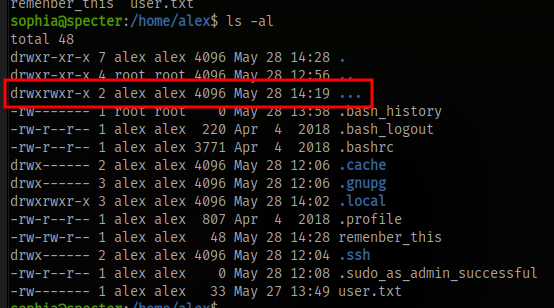 remenber_this  user.txt
sophia@specter:/home/alex$ ls -al
total 48
drwxr-xr-x 7 alex alex 4096 May 28 14:28 .
drwxr-xr-x 4 root root 4096 May 28 12:56 ..
drwxrwxr-x 2 alex alex 4096 May 28 14:19 ...
-rw------- 1 root root    0 May 28 13:58 .bash_history
-rw-r--r-- 1 alex alex  220 Apr  4  2018 .bash_logout
-rw-r--r-- 1 alex alex 3771 Apr  4  2018 .bashrc
drwx------ 2 alex alex 4096 May 28 12:06 .cache
drwx------ 3 alex alex 4096 May 28 12:06 .gnupg
drwxrwxr-x 3 alex alex 4096 May 28 14:02 .local
-rw-r--r-- 1 alex alex  807 Apr  4  2018 .profile
-rw-rw-r-- 1 alex alex   48 May 28 14:28 remenber_this
drwx------ 2 alex alex 4096 May 28 12:04 .ssh
-rw-r--r-- 1 alex alex    0 May 28 12:08 .sudo_as_admin_successful
-rw-r--r-- 1 alex alex   33 May 27 13:49 user.txt
sophia@specter:/home/alex$